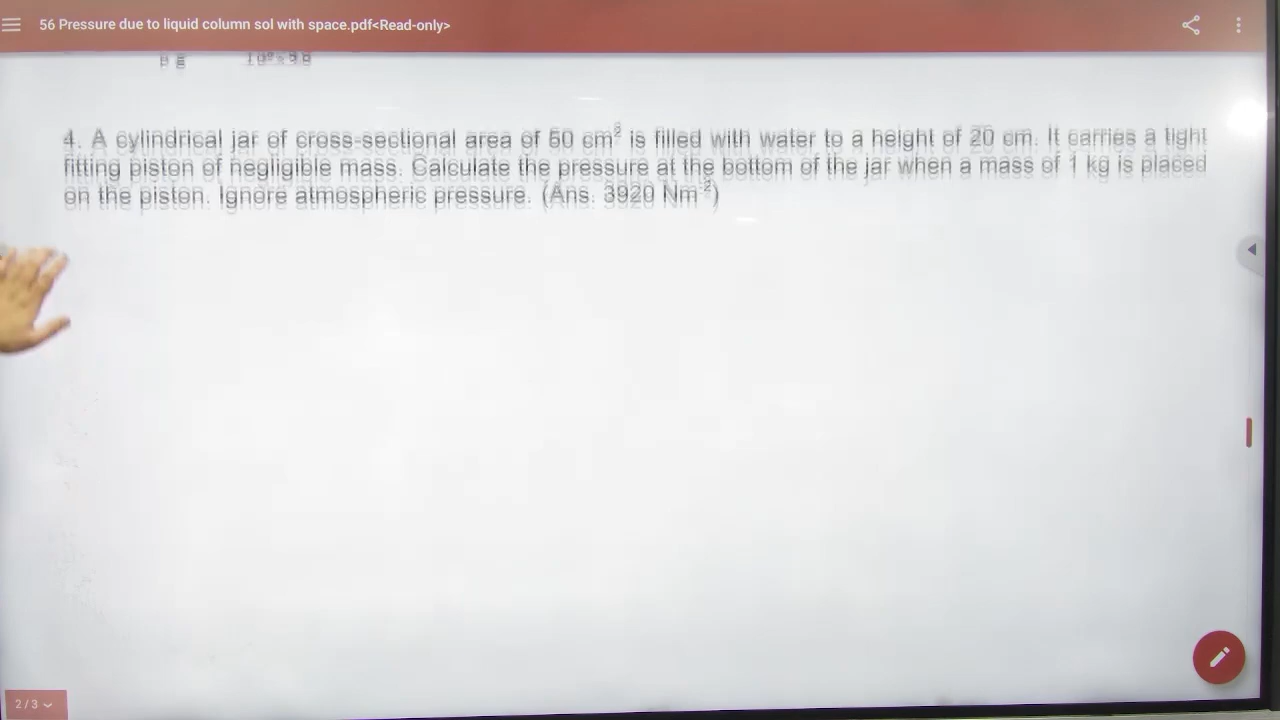 56 Pressure due to liquid column sol with space.pdf<Read-only>
4. A cylindrical jar of cross-sectional area of 50 cm² is filled with water to a height of 20 cm. It carries a tight
fitting piston of negligible mass. Calculate the pressure at the bottom of the jar when a mass of 1 kg is placed
on the piston. Ignore atmospheric pressure. (Ans. 3920 Nm⁻²)
2/3